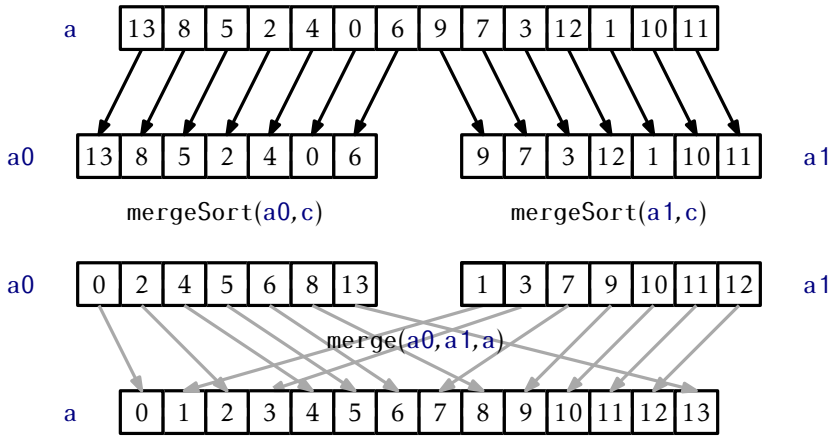 a 13 8 5 2 4 0 6 9 7 3 12 1 10 11
a0 13 8 5 2 4 0 6 9 7 3 12 1 10 11 a1
mergeSort(a0,c) mergeSort(a1,c)
a0 0 2 4 5 6 8 13 1 3 7 9 10 11 12 a1
merge(a0,a1,a)
a 0 1 2 3 4 5 6 7 8 9 10 11 12 13